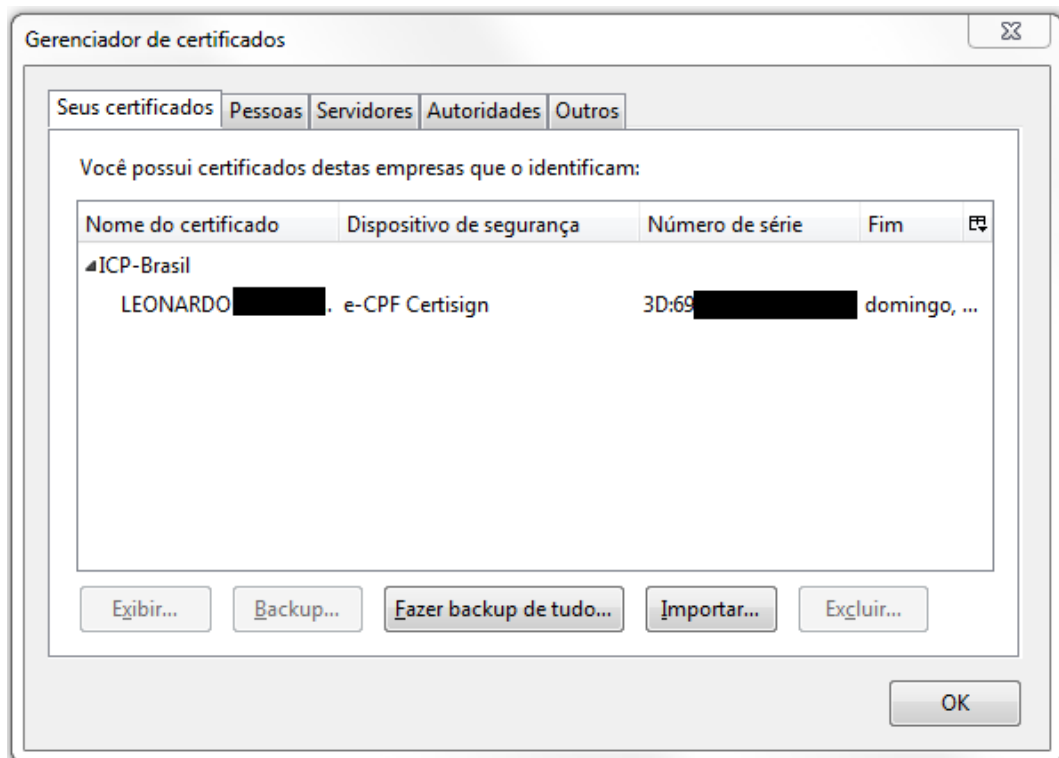 Gerenciador de certificados
Seus certificados Pessoas Servidores Autoridades Outros
Você possui certificados destas empresas que o identificam:
Nome do certificado Dispositivo de segurança Número de série Fim
ICP-Brasil
LEONARDO . e-CPF Certisign 3D:69 domingo, ...
Exibir... Backup... Fazer backup de tudo... Importar... Excluir...
OK